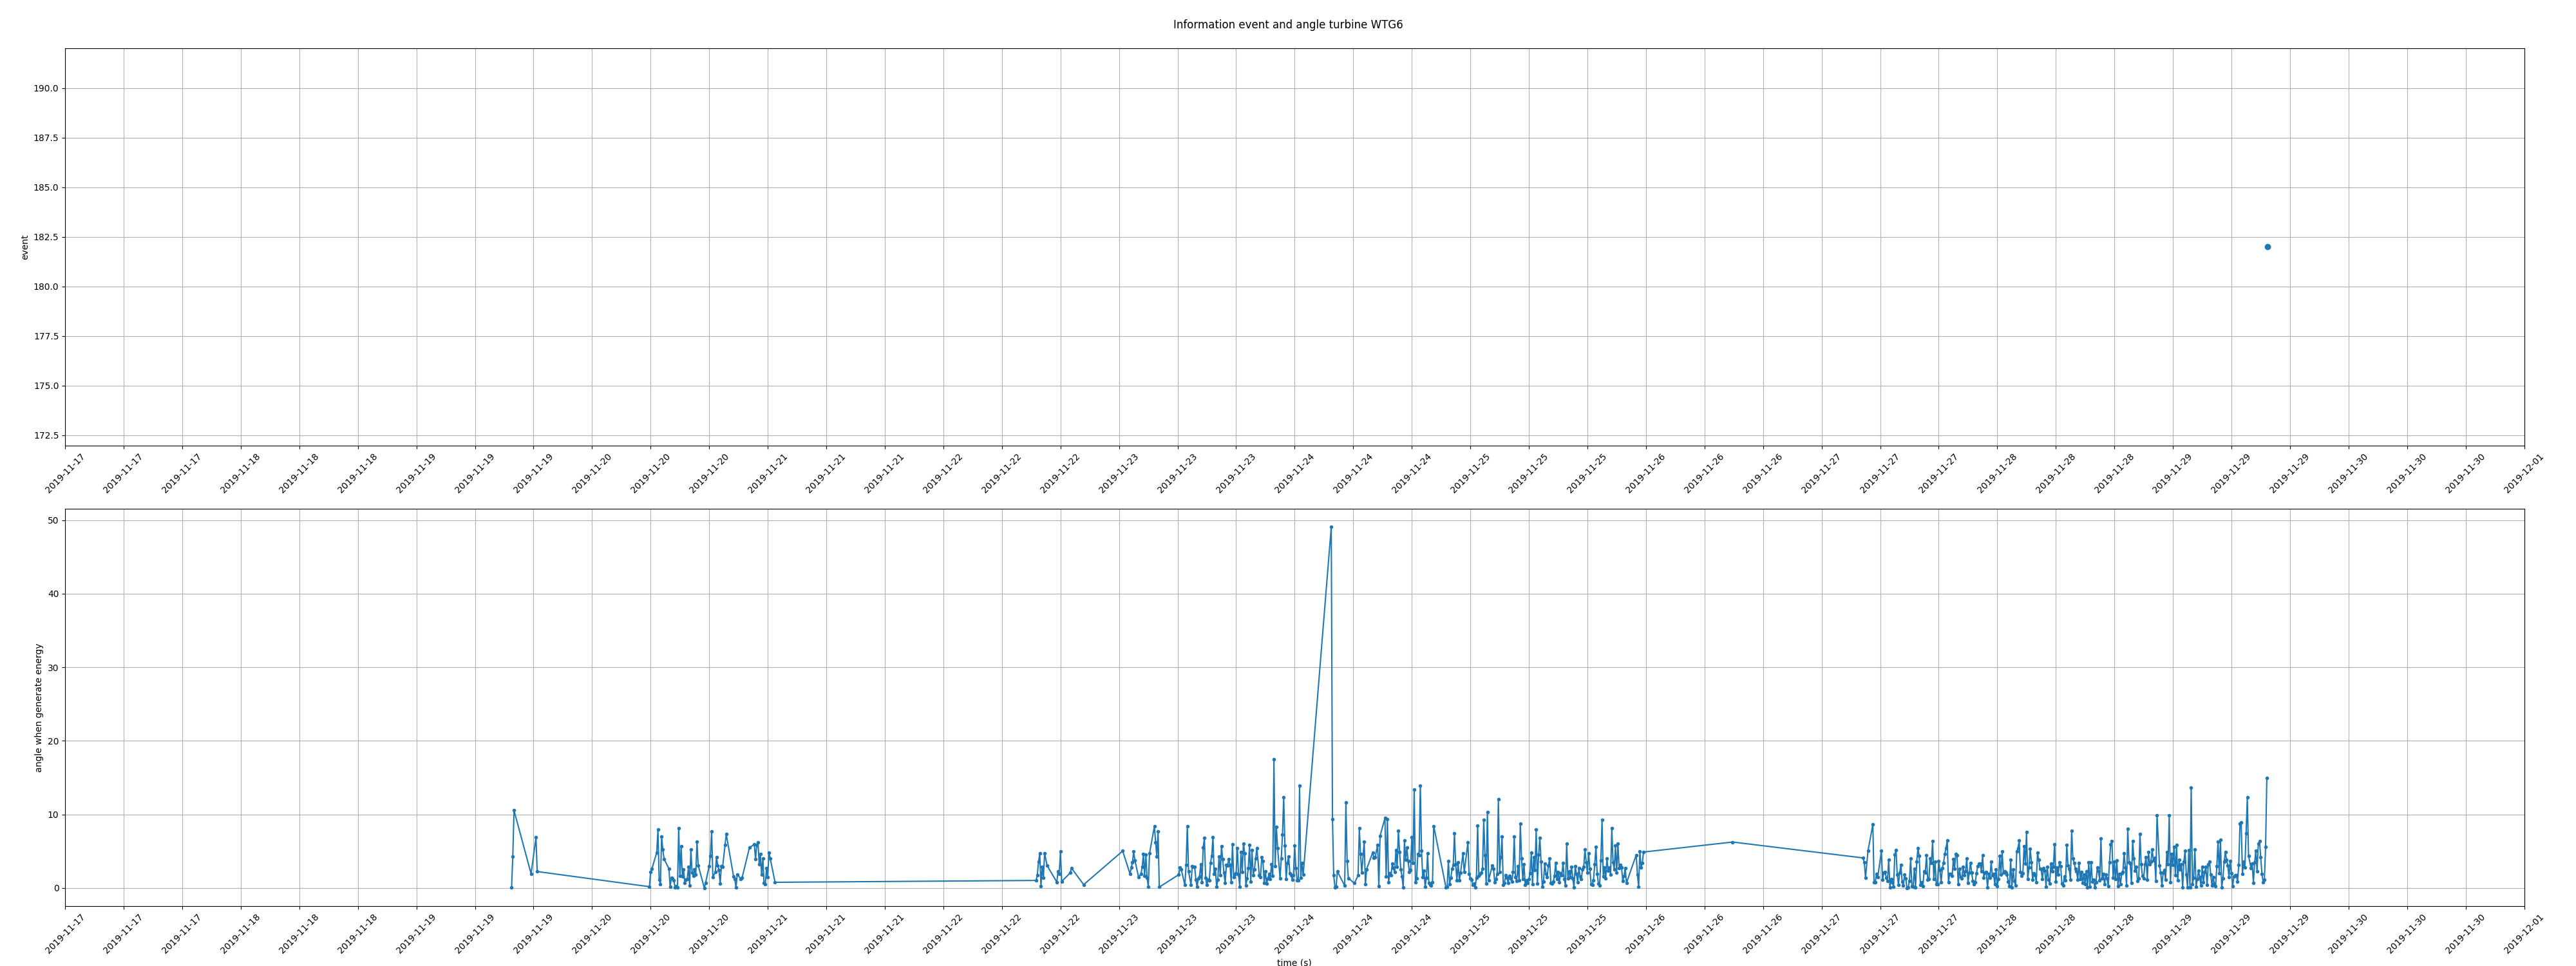 Information event and angle turbine WTG6
190.0
187.5
185.0
182.5
180.0
177.5
175.0
172.5
event
2019-11-17 2019-11-17 2019-11-17 2019-11-18 2019-11-18 2019-11-18 2019-11-19 2019-11-19 2019-11-19 2019-11-20 2019-11-20 2019-11-20 2019-11-21 2019-11-21 2019-11-21 2019-11-22 2019-11-22 2019-11-22 2019-11-23 2019-11-23 2019-11-23 2019-11-24 2019-11-24 2019-11-24 2019-11-25 2019-11-25 2019-11-25 2019-11-26 2019-11-26 2019-11-26 2019-11-27 2019-11-27 2019-11-27 2019-11-28 2019-11-28 2019-11-28 2019-11-29 2019-11-29 2019-11-29 2019-11-30 2019-11-30 2019-11-30 2019-12-01
50
40
30
20
10
0
angle when generate energy
2019-11-17 2019-11-17 2019-11-17 2019-11-18 2019-11-18 2019-11-18 2019-11-19 2019-11-19 2019-11-19 2019-11-20 2019-11-20 2019-11-20 2019-11-21 2019-11-21 2019-11-21 2019-11-22 2019-11-22 2019-11-22 2019-11-23 2019-11-23 2019-11-23 2019-11-24 2019-11-24 2019-11-24 2019-11-25 2019-11-25 2019-11-25 2019-11-26 2019-11-26 2019-11-26 2019-11-27 2019-11-27 2019-11-27 2019-11-28 2019-11-28 2019-11-28 2019-11-29 2019-11-29 2019-11-29 2019-11-30 2019-11-30 2019-11-30 2019-12-01
time (s)